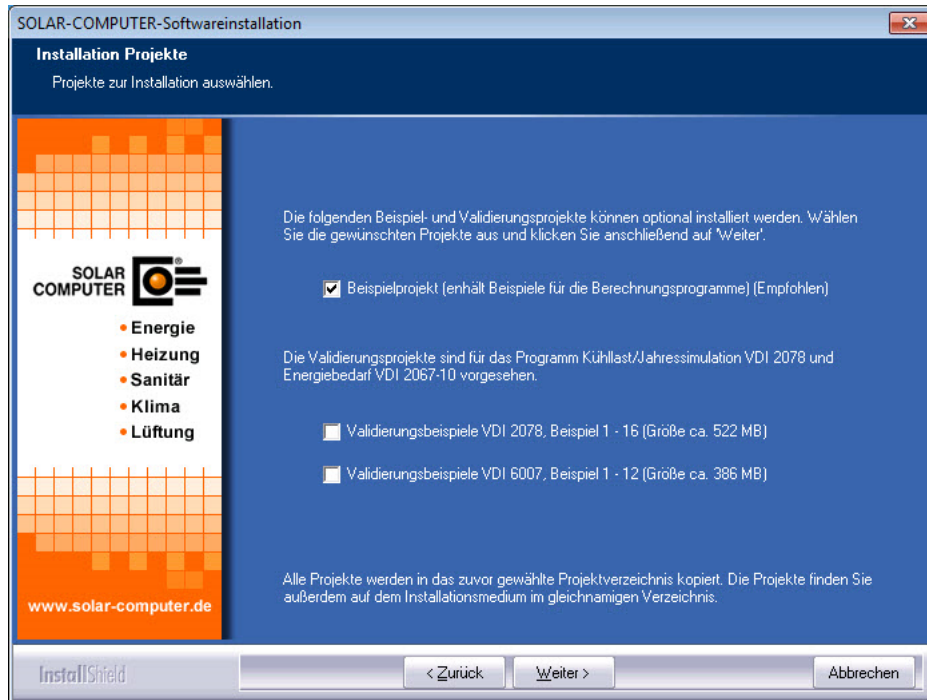 SOLAR-COMPUTER-Softwareinstallation
Installation Projekte
Projekte zur Installation auswählen.
Die folgenden Beispiel- und Validierungsprojekte können optional installiert werden. Wählen
Sie die gewünschten Projekte aus und klicken Sie anschließend auf 'Weiter'.
Beispielprojekt (enhält Beispiele für die Berechnungsprogramme) (Empfohlen)
Die Validierungsprojekte sind für das Programm Kühllast/Jahressimulation VDI 2078 und
Energiebedarf VDI 2067-10 vorgesehen.
Validierungsbeispiele VDI 2078, Beispiel 1 - 16 (Größe ca. 522 MB)
Validierungsbeispiele VDI 6007, Beispiel 1 - 12 (Größe ca. 386 MB)
Alle Projekte werden in das zuvor gewählte Projektverzeichnis kopiert. Die Projekte finden Sie
außerdem auf dem Installationsmedium im gleichnamigen Verzeichnis.
SOLAR
COMPUTER
®
• Energie
• Heizung
• Sanitär
• Klima
• Lüftung
www.solar-computer.de
InstallShield
< Zurück
Weiter >
Abbrechen